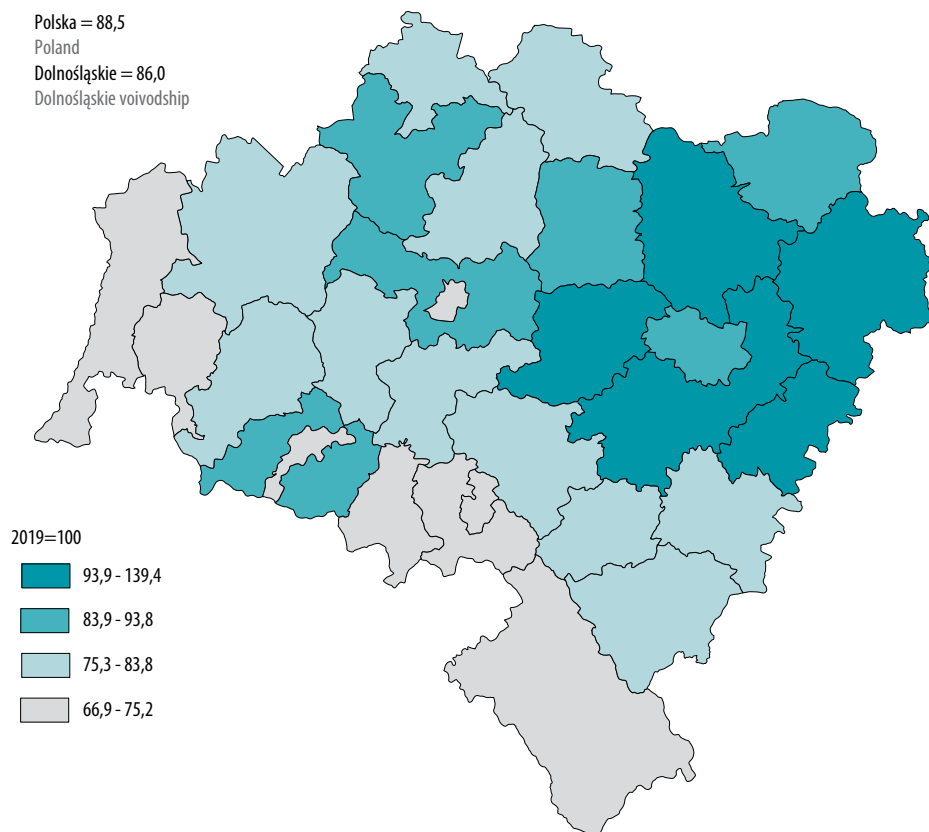 Polska = 88,5
Poland
Dolnośląskie = 86,0
Dolnośląskie voivodship
2019=100
93,9 - 139,4
83,9 - 93,8
75,3 - 83,8
66,9 - 75,2